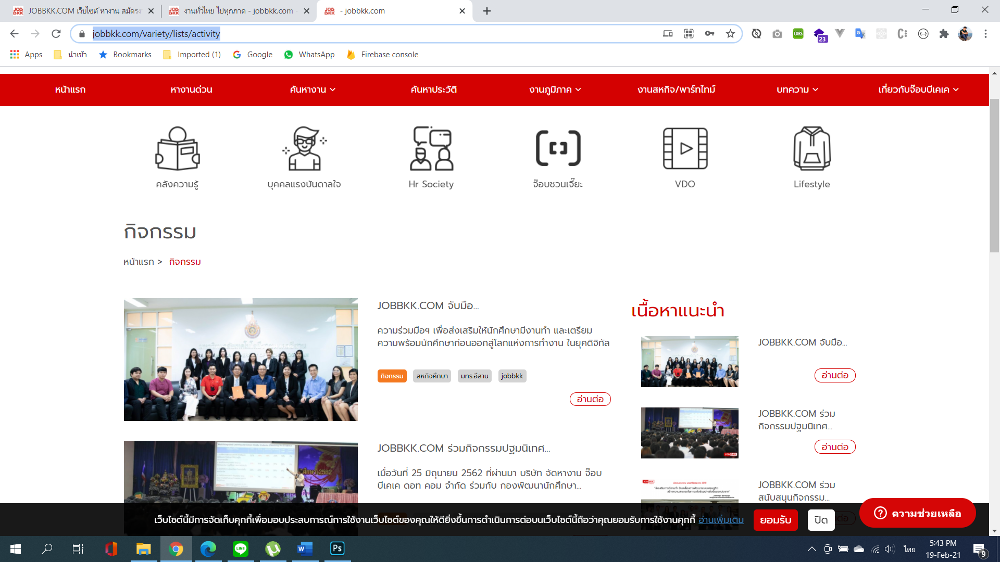 JOBBKK.COM เว็บไซต์ หางาน สมัครงา
งานทั่วไทย ไปทุกภาค - jobbkk.com -
- jobbkk.com
jobbkk.com/variety/lists/activity
CORS
23
Apps
นำเข้า
Bookmarks
Imported (1)
Google
WhatsApp
Firebase console
หน้าแรก
หางานด่วน
ค้นหางาน
ค้นหาประวัติ
งานภูมิภาค
งานสหกิจ/พาร์ทไทม์
บทความ
เกี่ยวกับจ๊อบบีเคเค
คลังความรู้
บุคคลแรงบันดาลใจ
Hr Society
จ๊อบชวนเจี๊ยะ
VDO
Lifestyle
กิจกรรม
หน้าแรก > กิจกรรม
JOBBKK.COM จับมือ...
ความร่วมมือฯ เพื่อส่งเสริมให้นักศึกษามีงานทำ และเตรียม
ความพร้อมนักศึกษาก่อนออกสู่โลกแห่งการทำงาน ในยุคดิจิทัล
กิจกรรม
สหกิจศึกษา
มทร.อีสาน
jobbkk
อ่านต่อ
JOBBKK.COM ร่วมกิจกรรมปฐมนิเทศ...
เมื่อวันที่ 25 มิถุนายน 2562 ที่ผ่านมา บริษัท จัดหางาน จ๊อบ
บีเคเค ดอท คอม จำกัด ร่วมกับ กองพัฒนานักศึกษา...
เนื้อหาแนะนำ
JOBBKK.COM จับมือ...
อ่านต่อ
JOBBKK.COM ร่วม
กิจกรรมปฐมนิเทศ...
อ่านต่อ
JOBBKK.COM ร่วม
สนับสนุนกิจกรรม...
เว็บไซต์นี้มีการจัดเก็บคุกกี้เพื่อมอบประสบการณ์การใช้งานเว็บไซต์ของคุณให้ดียิ่งขึ้นการดำเนินการต่อบนเว็บไซต์นี้ถือว่าคุณยอมรับการใช้งานคุกกี้ อ่านเพิ่มเติม
ยอมรับ
ปิด
ความช่วยเหลือ
ไทย
5:43 PM
19-Feb-21
9